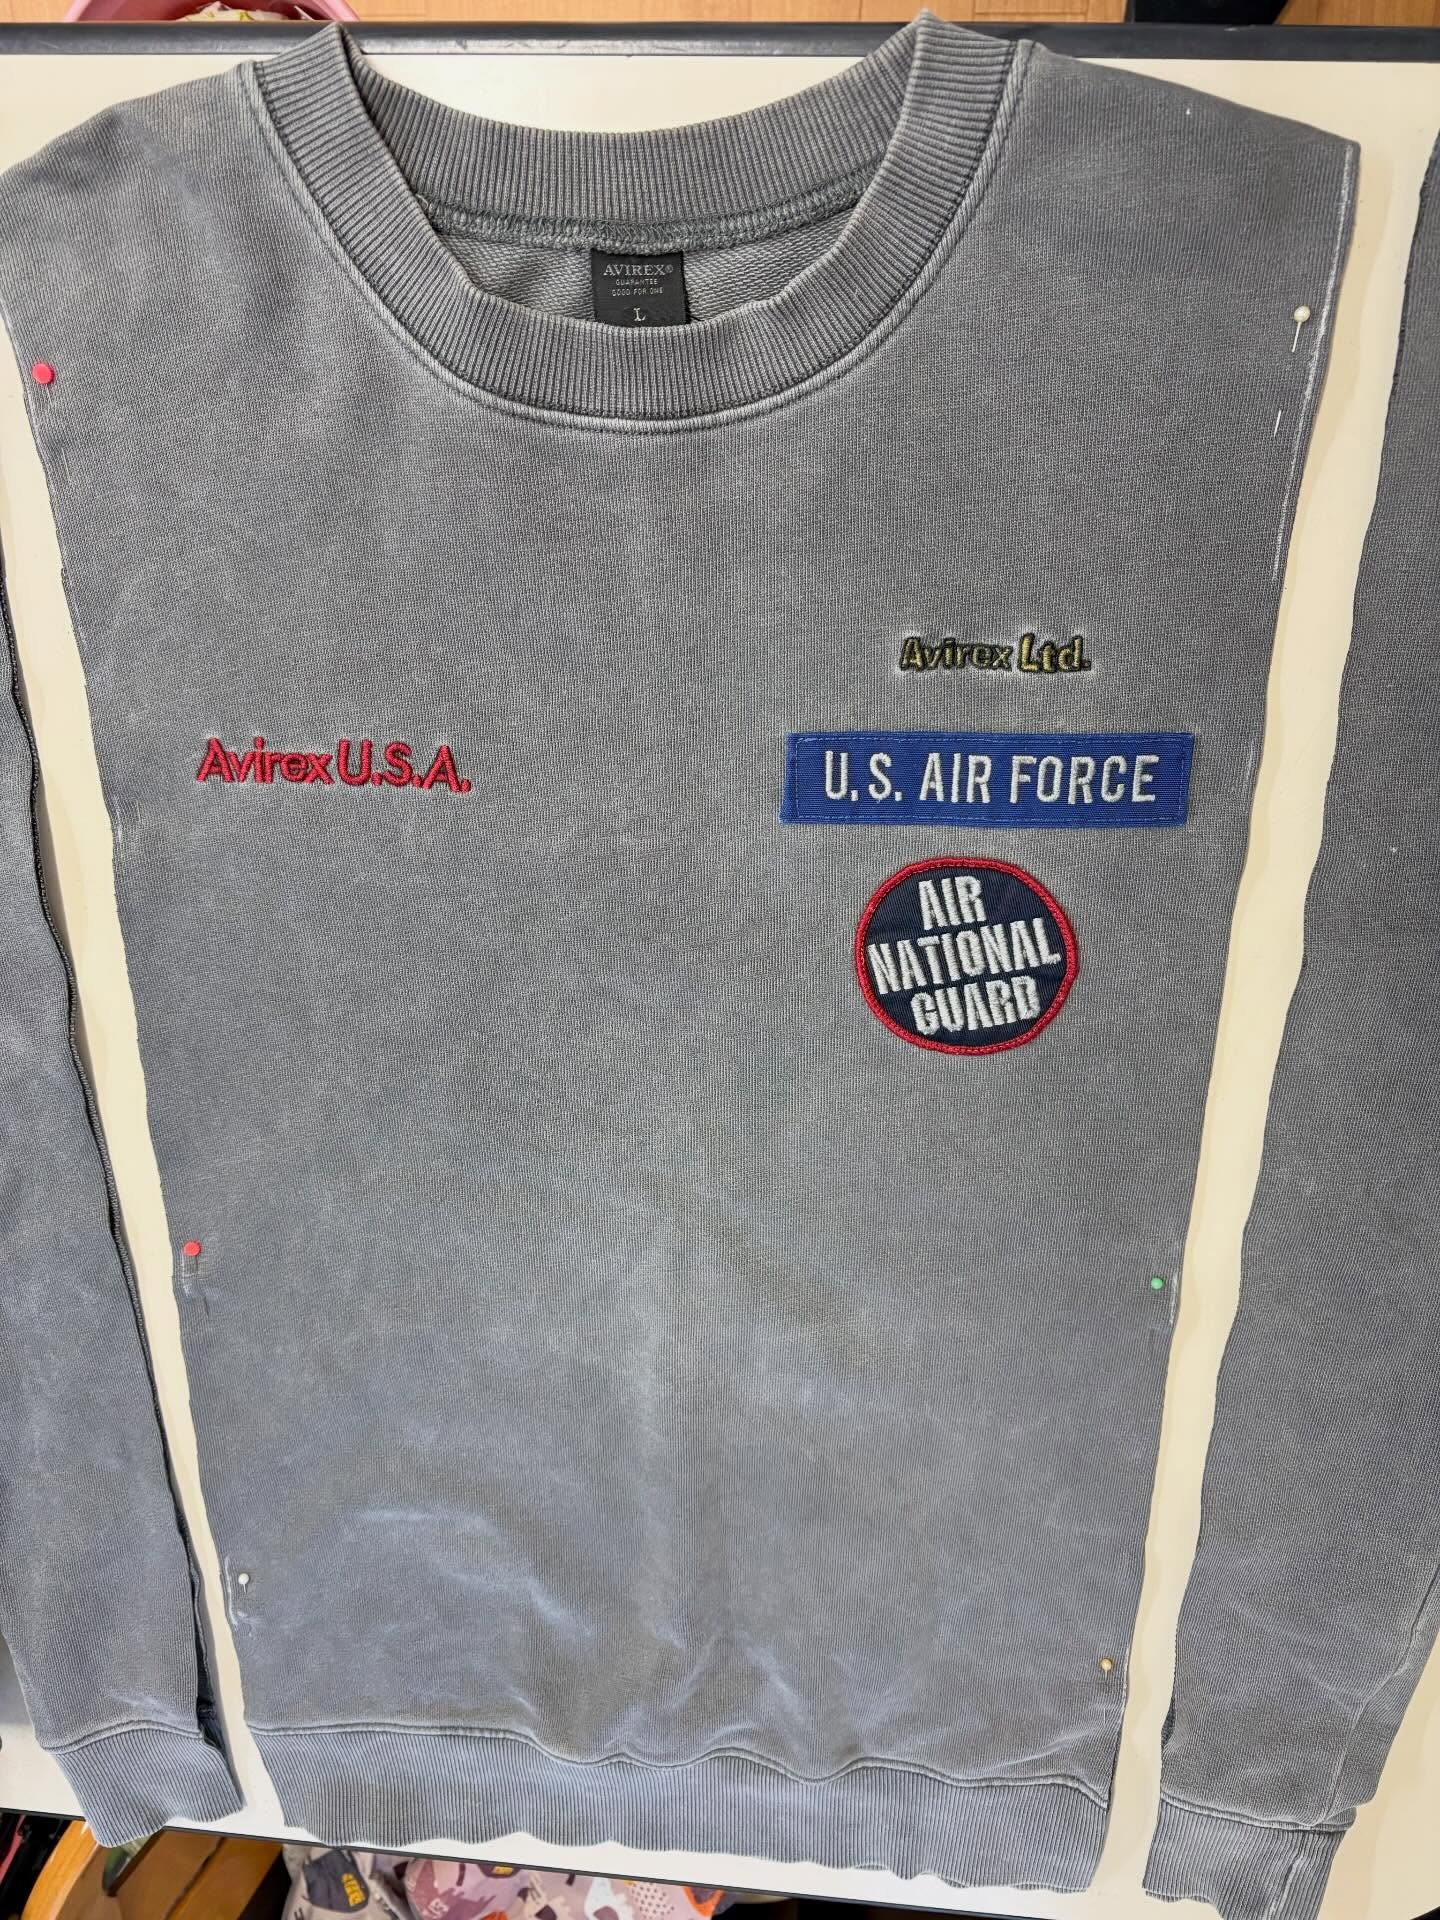 AVIREX®
GUARANTEE
GOOD FOR ONE
L
Avirex Ltd.
Avirex U.S.A.
U.S. AIR FORCE
AIR
NATIONAL
GUARD